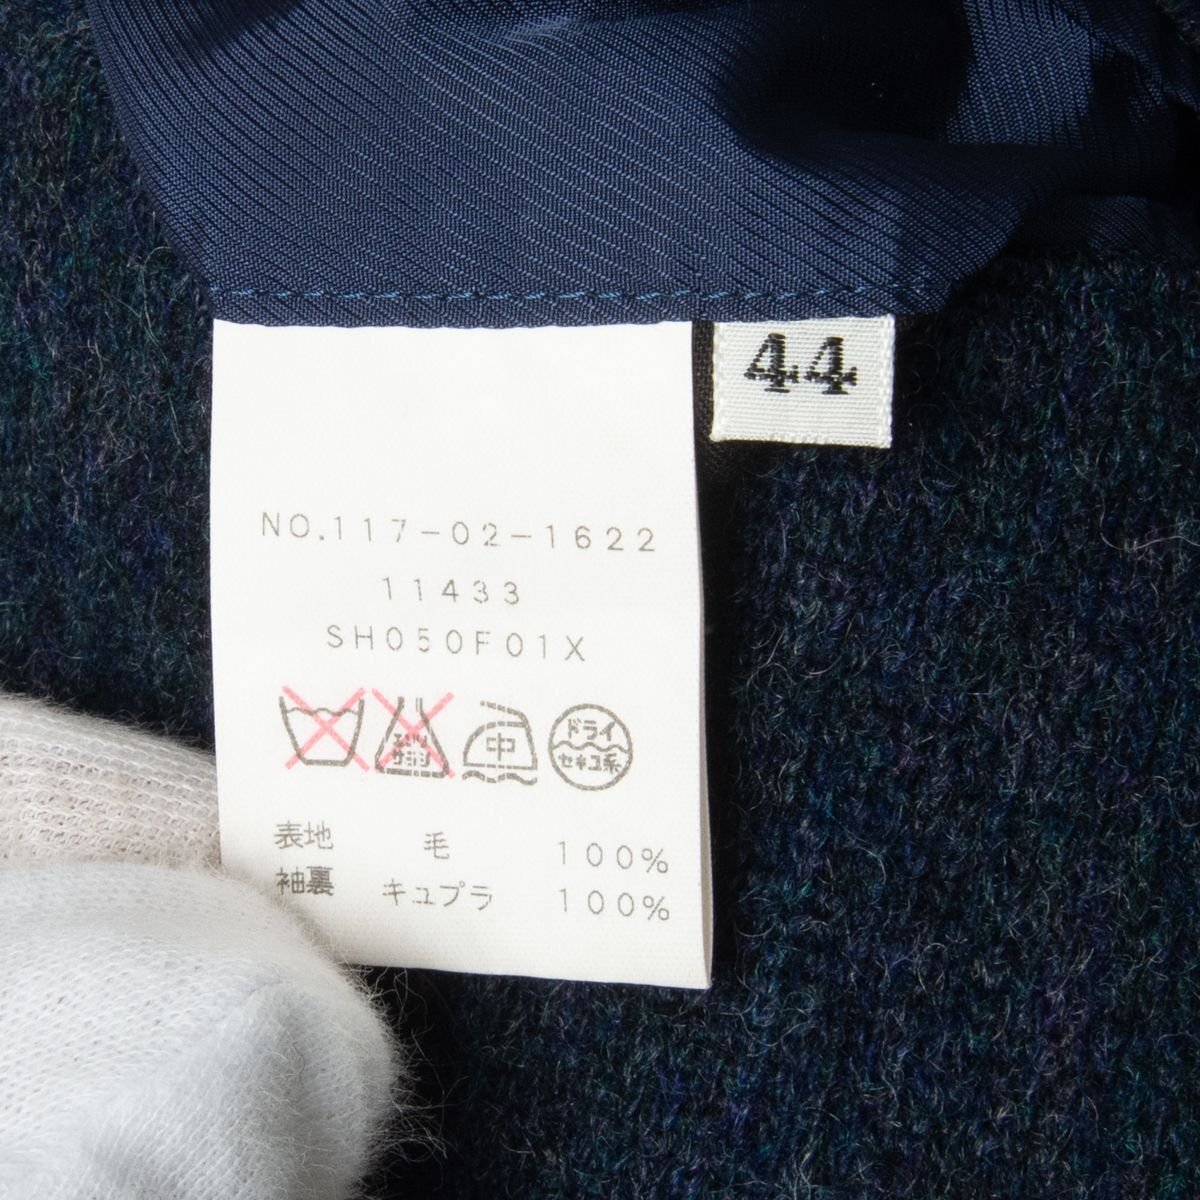 44
NO.117-02-1622
11433
SH050F01X
エンソ
サラシ
中
ドライ
セキユ系
表地 毛 100%
袖裏 キュプラ 100%